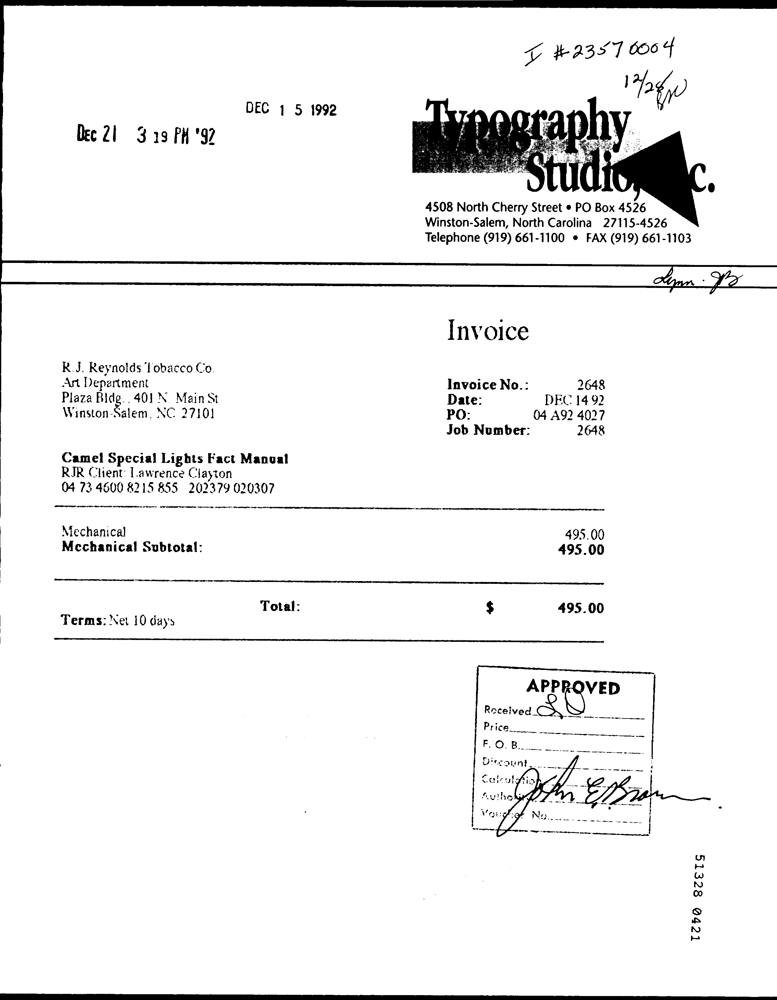 I #23570004
12/28
DEC 1 5 1992
DEC 21 3 19 PM '92
Typography
Studio, Inc.
4508 North Cherry Street • PO Box 4526
Winston-Salem, North Carolina 27115-4526
Telephone (919) 661-1100 • FAX (919) 661-1103
Lynn - JB
Invoice
R.J. Reynolds Tobacco Co.
Art Department
Plaza Bldg., 401 N. Main St
Winston-Salem, NC 27101
Invoice No.: 2648
Date: DEC 14 92
PO: 04 A92 4027
Job Number: 2648
Camel Special Lights Fact Manual
RJR Client: Lawrence Clayton
04 73 4600 8215 855 202379 020307
Mechanical 495.00
Mechanical Subtotal: 495.00
Total: $ 495.00
Terms: Net 10 days
APPROVED
Received
Price
F. O. B.
Discount
Calculation
Authority
Voucher No.
John E. Brown
51328 0421